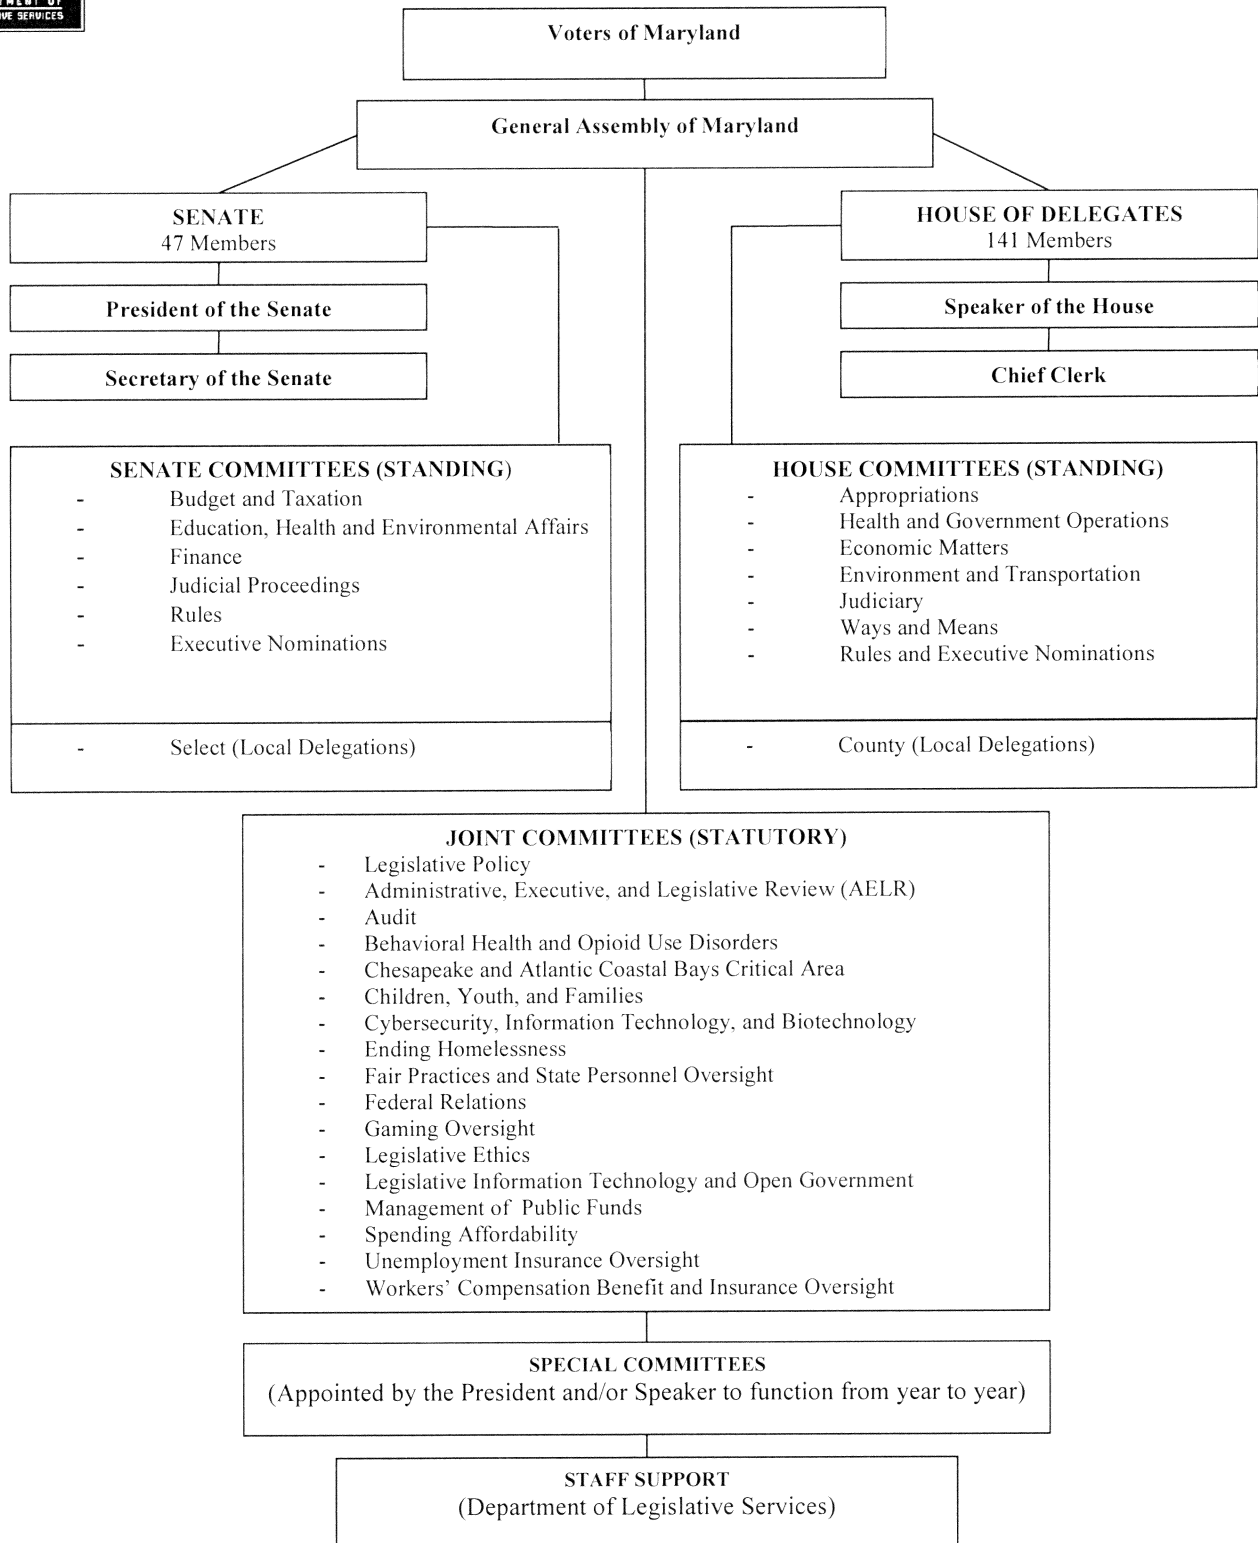 VE SERVICES
Voters of Maryland
General Assembly of Maryland
SENATE
47 Members
HOUSE OF DELEGATES
141 Members
President of the Senate
Speaker of the House
Secretary of the Senate
Chief Clerk
SENATE COMMITTEES (STANDING)
- Budget and Taxation
- Education, Health and Environmental Affairs
- Finance
- Judicial Proceedings
- Rules
- Executive Nominations
- Select (Local Delegations)
HOUSE COMMITTEES (STANDING)
- Appropriations
- Health and Government Operations
- Economic Matters
- Environment and Transportation
- Judiciary
- Ways and Means
- Rules and Executive Nominations
- County (Local Delegations)
JOINT COMMITTEES (STATUTORY)
- Legislative Policy
- Administrative, Executive, and Legislative Review (AELR)
- Audit
- Behavioral Health and Opioid Use Disorders
- Chesapeake and Atlantic Coastal Bays Critical Area
- Children, Youth, and Families
- Cybersecurity, Information Technology, and Biotechnology
- Ending Homelessness
- Fair Practices and State Personnel Oversight
- Federal Relations
- Gaming Oversight
- Legislative Ethics
- Legislative Information Technology and Open Government
- Management of Public Funds
- Spending Affordability
- Unemployment Insurance Oversight
- Workers’ Compensation Benefit and Insurance Oversight
SPECIAL COMMITTEES
(Appointed by the President and/or Speaker to function from year to year)
STAFF SUPPORT
(Department of Legislative Services)